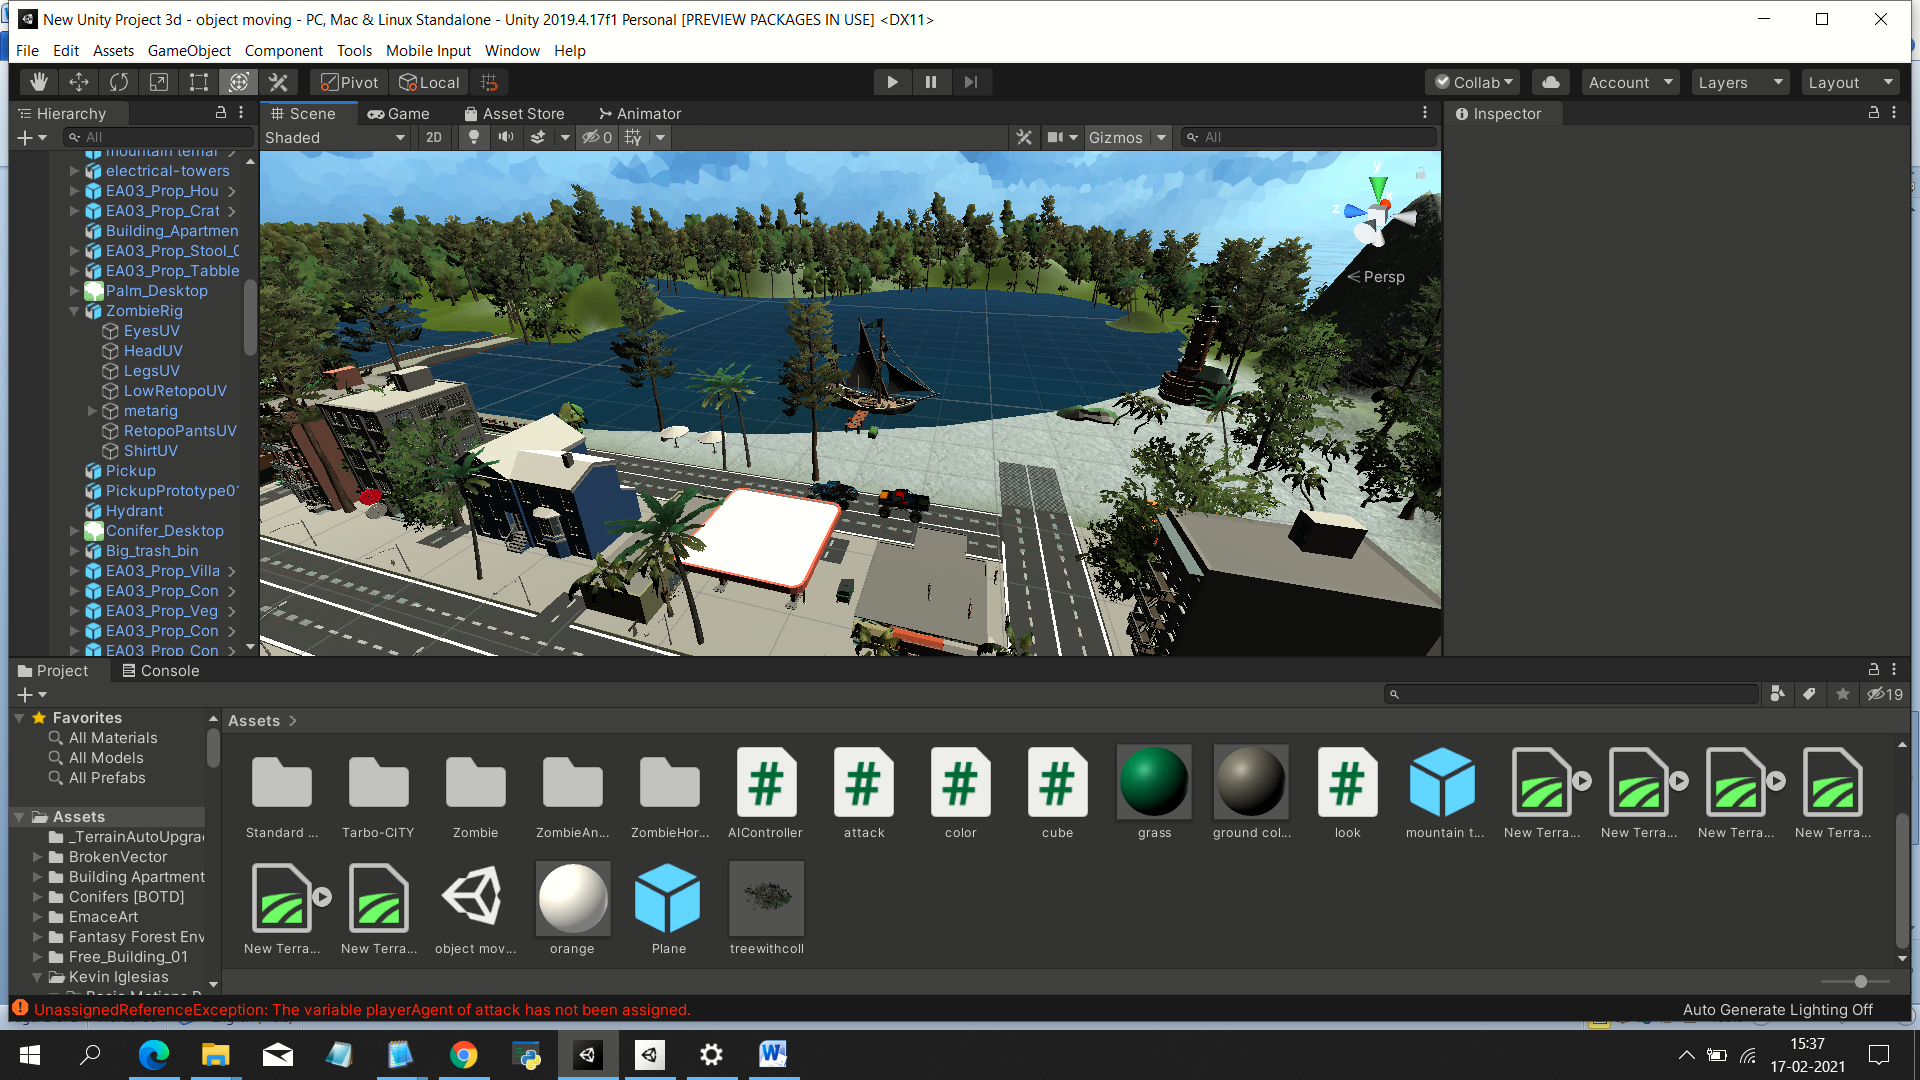 New Unity Project 3d - object moving - PC, Mac & Linux Standalone - Unity 2019.4.17f1 Personal [PREVIEW PACKAGES IN USE] <DX11>
File Edit Assets GameObject Component Tools Mobile Input Window Help
Pivot Local Collab Account Layers Layout
Hierarchy Scene Game Asset Store Animator Inspector
All Shaded 2D 0 Gizmos All
mountain terrai
electrical-towers
EA03_Prop_Hou
EA03_Prop_Crat
Building_Apartmen
EA03_Prop_Stool_0
EA03_Prop_Tabble
Palm_Desktop
ZombieRig
EyesUV
HeadUV
LegsUV
LowRetopoUV
metarig
RetopoPantsUV
ShirtUV
Pickup
PickupPrototype01
Hydrant
Conifer_Desktop
Big_trash_bin
EA03_Prop_Villa
EA03_Prop_Con
EA03_Prop_Veg
EA03_Prop_Con
EA03_Prop_Con
y
x
z
Persp
Project Console
19
Favorites
All Materials
All Models
All Prefabs
Assets
_TerrainAutoUpgrad
BrokenVector
Building Apartment
Conifers [BOTD]
EmaceArt
Fantasy Forest Env
Free_Building_01
Kevin Iglesias
Assets
Standard ... Tarbo-CITY Zombie ZombieAn... ZombieHor... AIController attack color cube grass ground col... look mountain t... New Terra... New Terra... New Terra... New Terra...
New Terra... New Terra... object mov... orange Plane treewithcoll
UnassignedReferenceException: The variable playerAgent of attack has not been assigned.
Auto Generate Lighting Off
15:37
17-02-2021